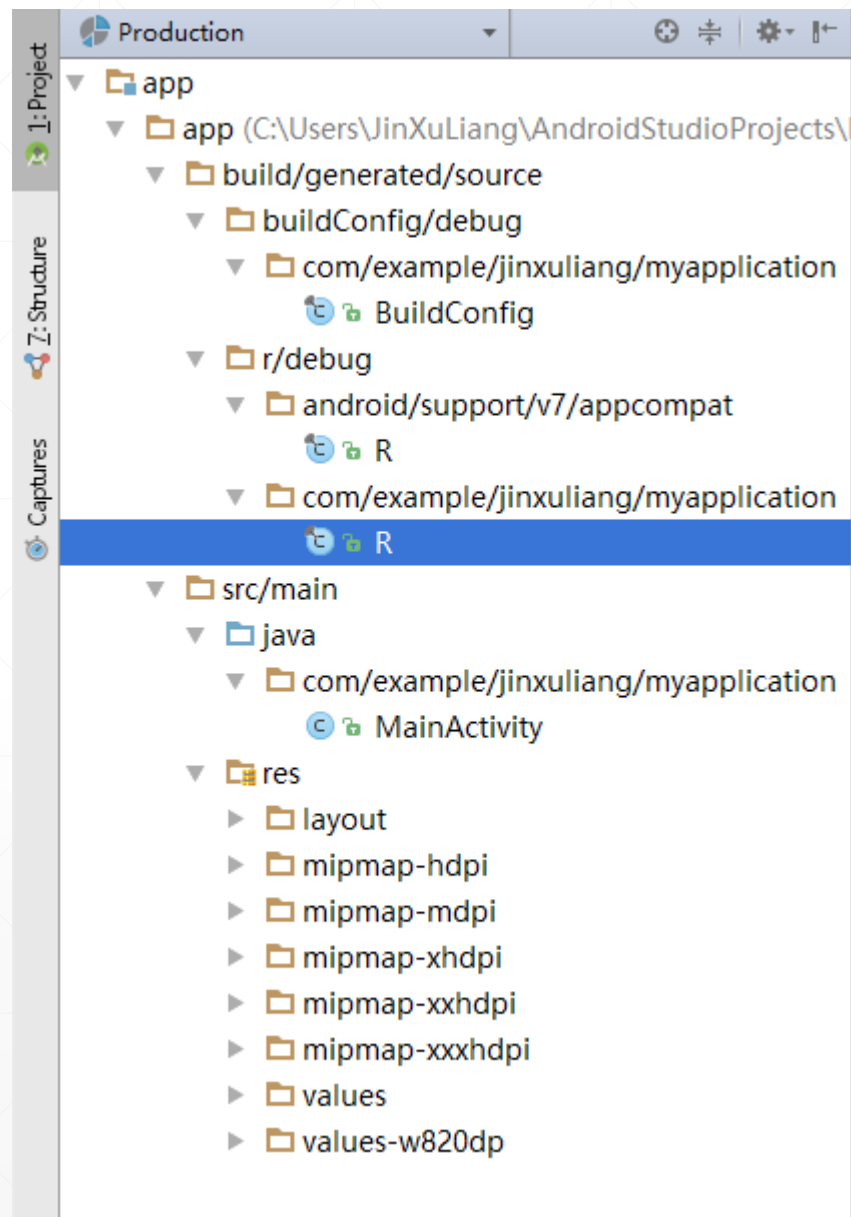 Production
1: Project
7: Structure
Captures
app
app (C:\Users\JinXuLiang\AndroidStudioProjects\
build/generated/source
buildConfig/debug
com/example/jinxuliang/myapplication
BuildConfig
r/debug
android/support/v7/appcompat
R
com/example/jinxuliang/myapplication
R
src/main
java
com/example/jinxuliang/myapplication
MainActivity
res
layout
mipmap-hdpi
mipmap-mdpi
mipmap-xhdpi
mipmap-xxhdpi
mipmap-xxxhdpi
values
values-w820dp